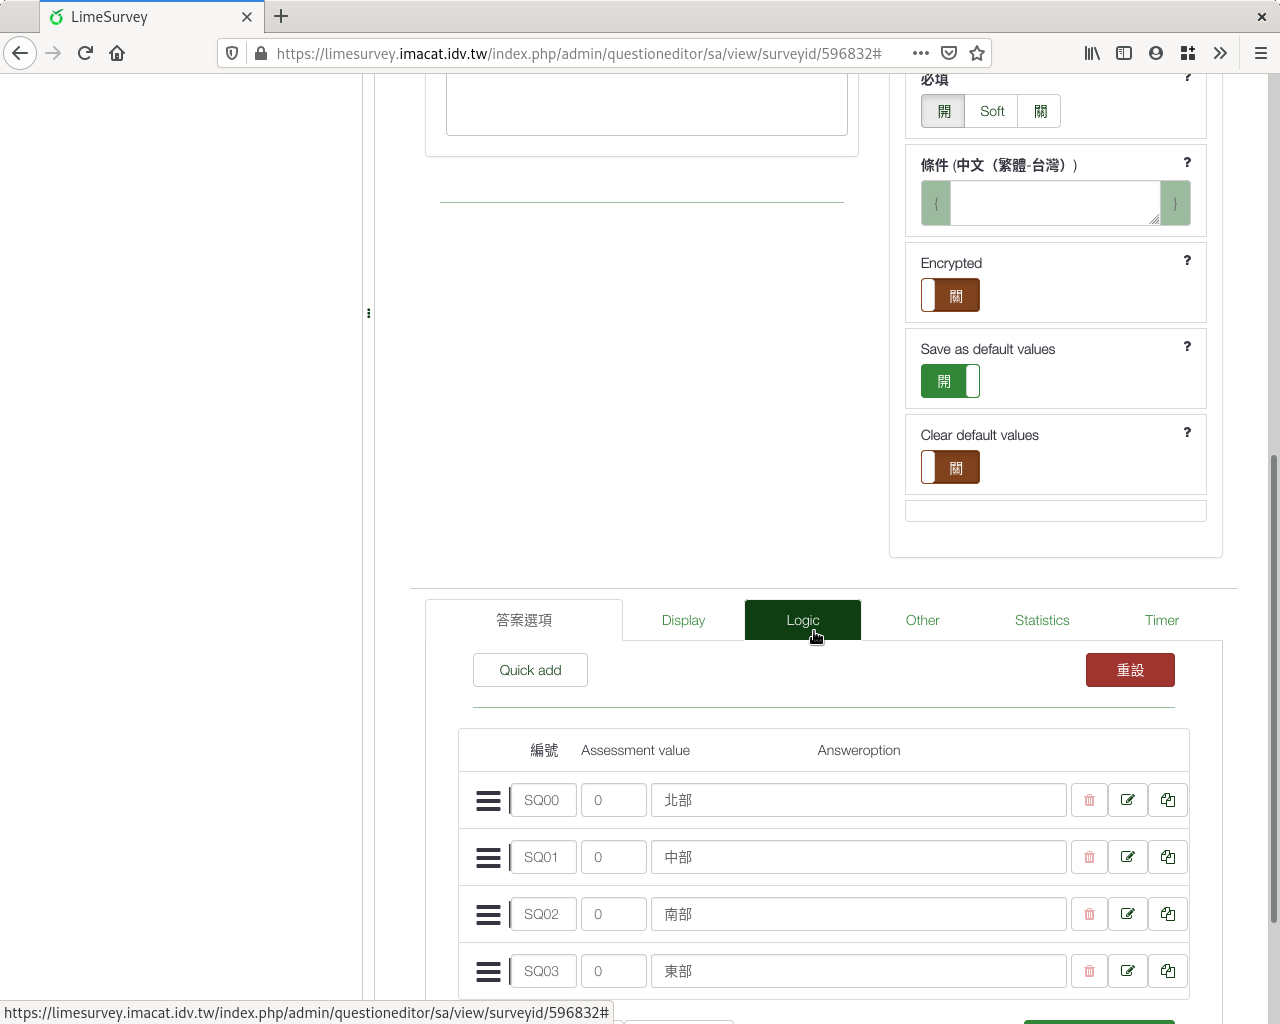 LimeSurvey
https://limesurvey.imacat.idv.tw/index.php/admin/questioneditor/sa/view/surveyid/596832#
必填 ?
開 Soft 關
條件 (中文（繁體-台灣）) ?
{ }
Encrypted ?
關
Save as default values ?
開
Clear default values ?
關
答案選項 Display Logic Other Statistics Timer
Quick add 重設
編號 Assessment value Answeroption
SQ00 0 北部
SQ01 0 中部
SQ02 0 南部
SQ03 0 東部
https://limesurvey.imacat.idv.tw/index.php/admin/questioneditor/sa/view/surveyid/596832#